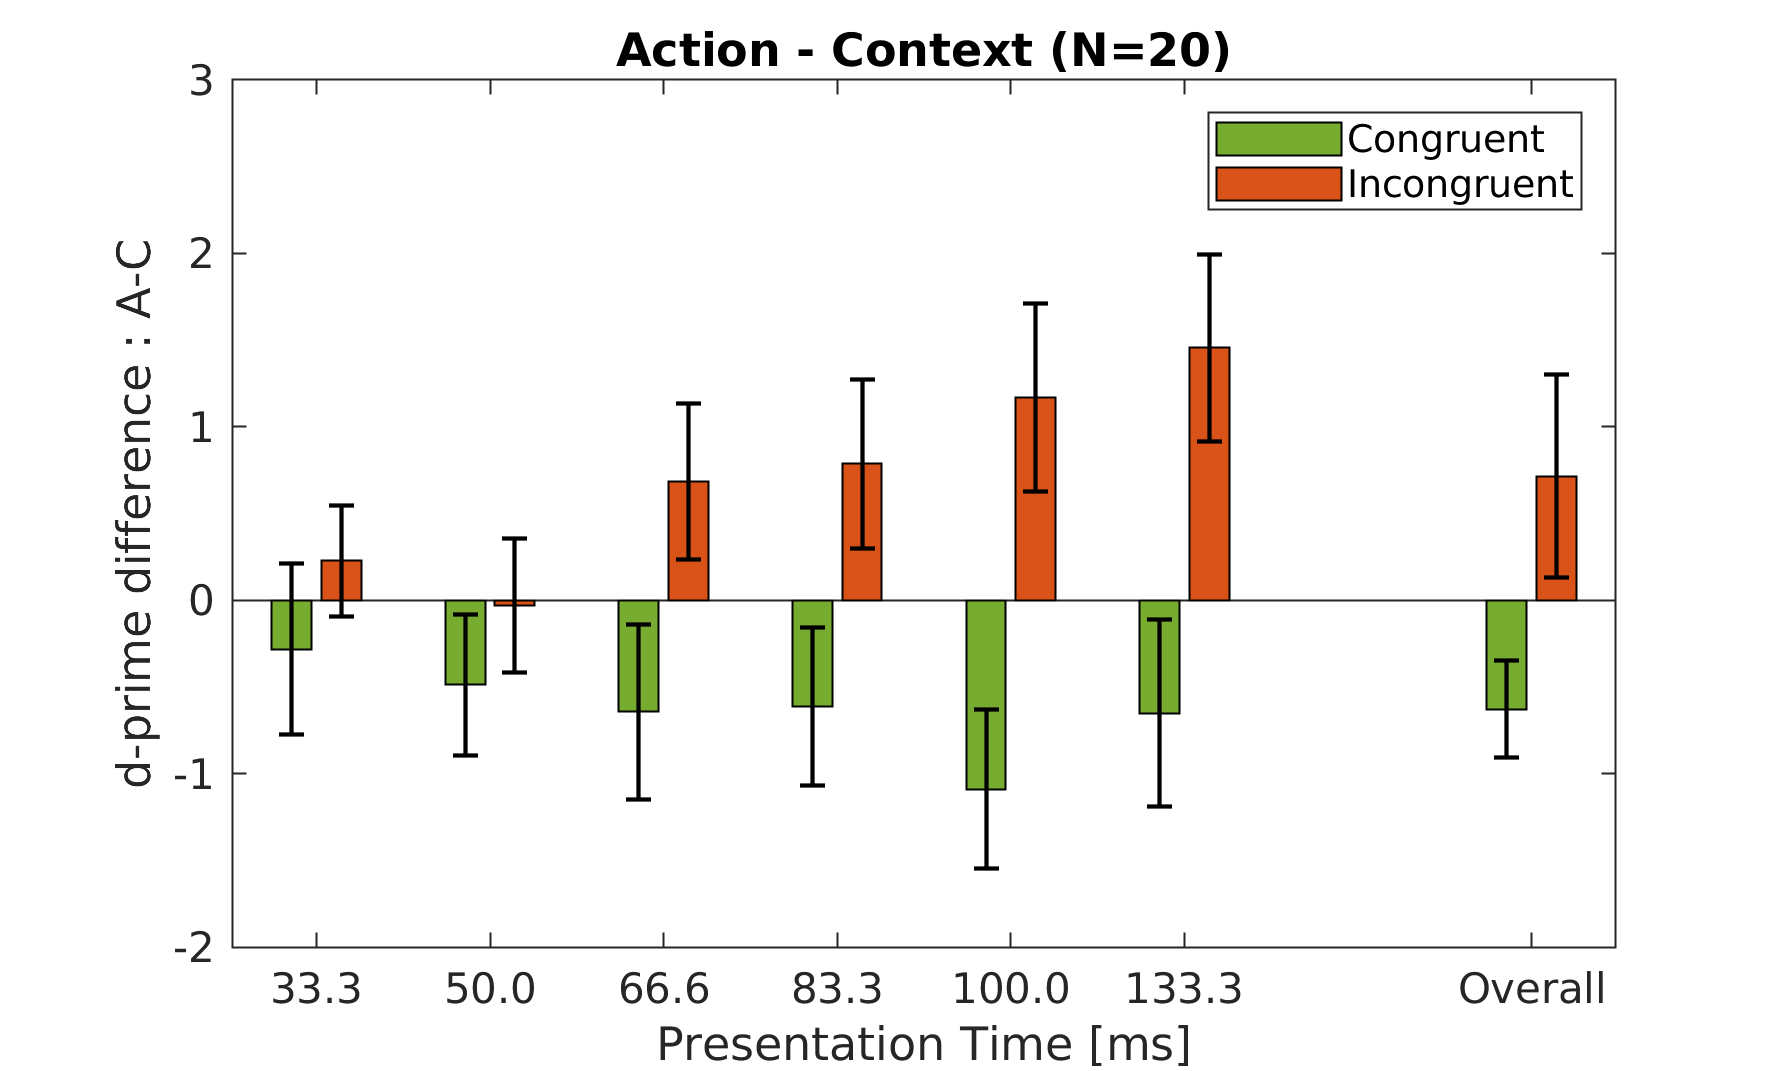 Action - Context (N=20)
Congruent
Incongruent
d-prime difference : A-C
3
2
1
0
-1
-2
33.3 50.0 66.6 83.3 100.0 133.3 Overall
Presentation Time [ms]